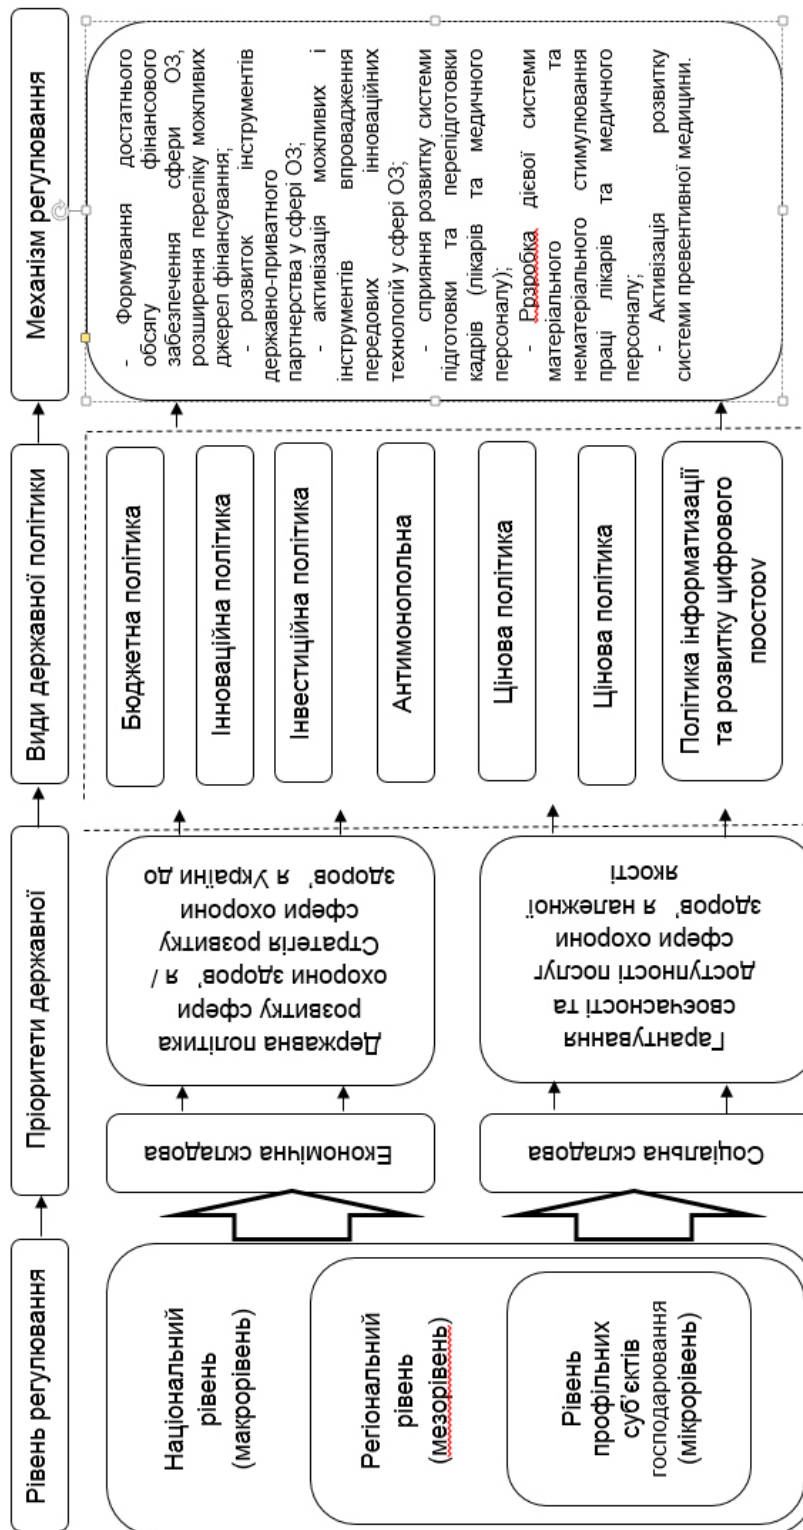 Рівень регулювання
Пріоритети державної
Види державної політики
Механізм регулювання
Національний
рівень
(макрорівень)
Регіональний
рівень
(мезорівень)
Рівень
профільних
суб'єктів
господарювання
(мікрорівень)
Економічна складова
Соціальна складова
Державна політика
розвитку сфери
охорони здоров' я \
Стратегія розвитку
сфери охорони
здоров' я України до
Гарантування
своєчасності та
доступності послуг
сфери охорони
здоров' я належної
якості
Бюджетна політика
Інноваційна політика
Інвестиційна політика
Антимонопольна
Цінова політика
Цінова політика
Політика інформатизації
та розвитку цифрового
простору
- Формування достатнього
обсягу фінансового
забезпечення сфери ОЗ,
розширення переліку можливих
джерел фінансування;
- розвиток інструментів
державно-приватного
партнерства у сфері ОЗ;
- активізація можливих і
інструментів впровадження
передових інноваційних
технологій у сфері ОЗ;
- сприяння розвитку системи
підготовки та перепідготовки
кадрів (лікарів та медичного
персоналу);
- Ррзробка дієвої системи
матеріального та
нематеріального стимулювання
праці лікарів та медичного
персоналу;
- Активізація розвитку
системи превентивної медицини.